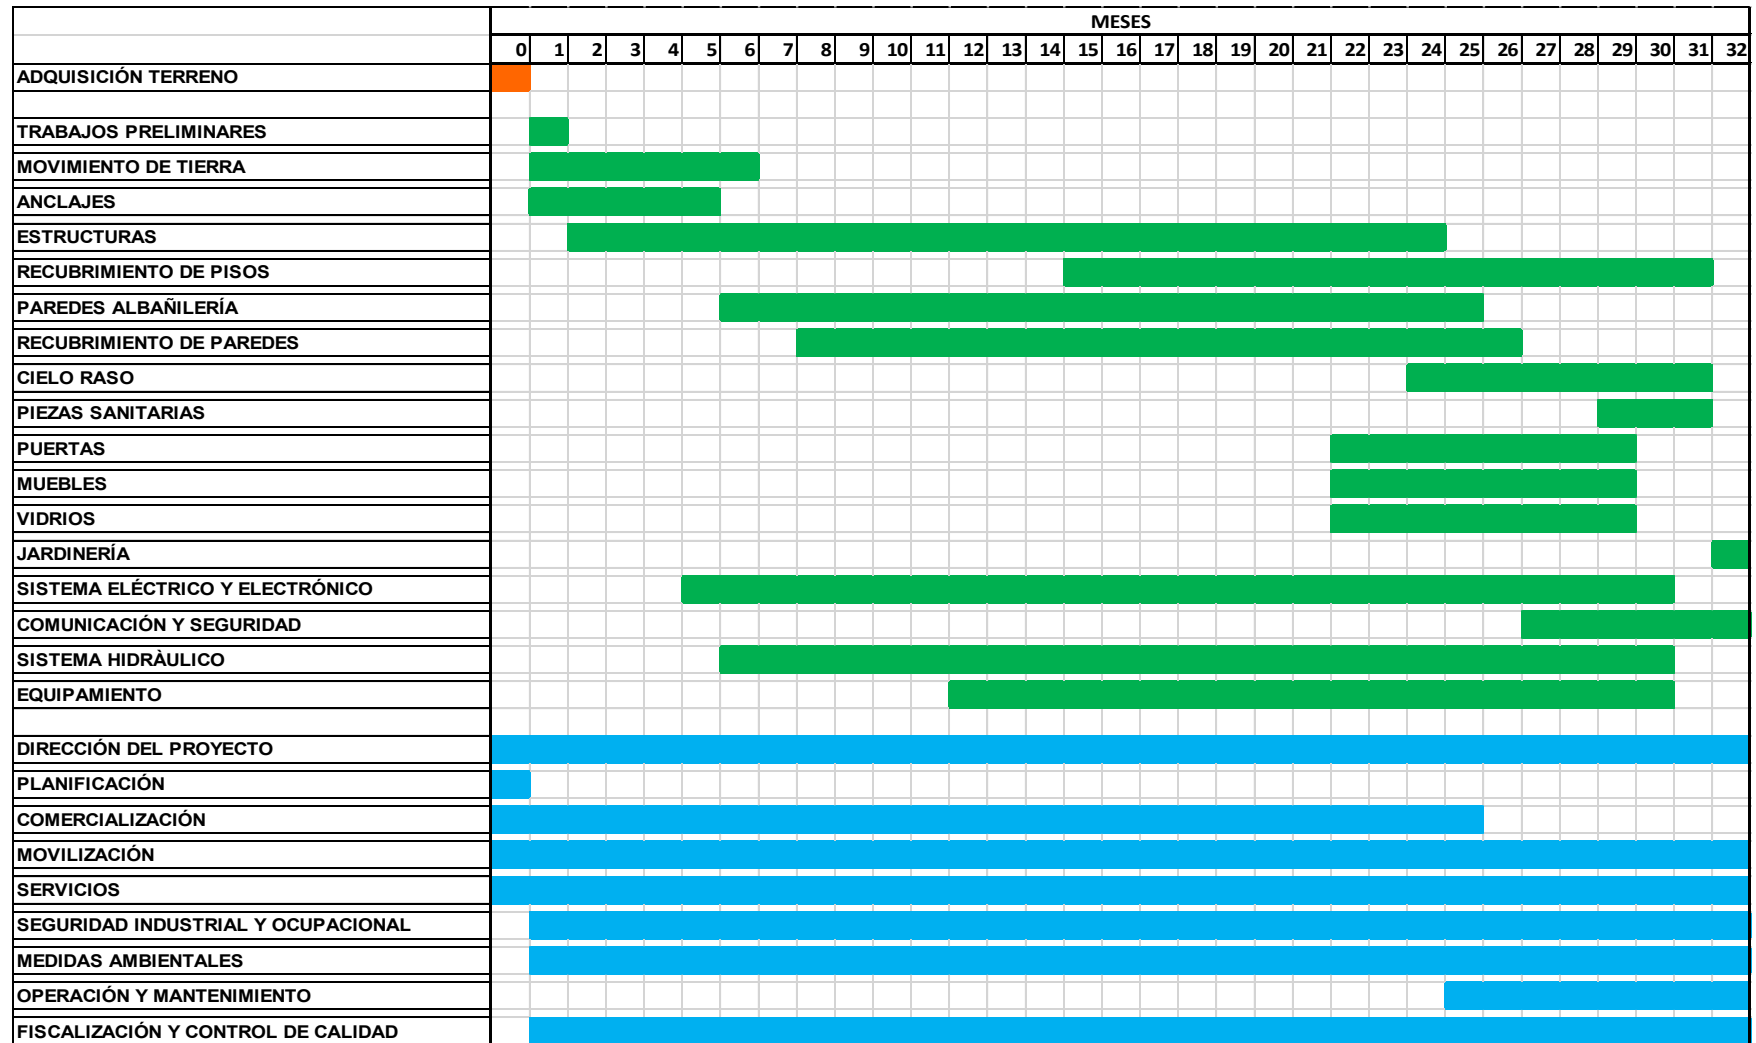 MESES
0 1 2 3 4 5 6 7 8 9 10 11 12 13 14 15 16 17 18 19 20 21 22 23 24 25 26 27 28 29 30 31 32
ADQUISICIÓN TERRENO
TRABAJOS PRELIMINARES
MOVIMIENTO DE TIERRA
ANCLAJES
ESTRUCTURAS
RECUBRIMIENTO DE PISOS
PAREDES ALBAÑILERÍA
RECUBRIMIENTO DE PAREDES
CIELO RASO
PIEZAS SANITARIAS
PUERTAS
MUEBLES
VIDRIOS
JARDINERÍA
SISTEMA ELÉCTRICO Y ELECTRÓNICO
COMUNICACIÓN Y SEGURIDAD
SISTEMA HIDRÀULICO
EQUIPAMIENTO
DIRECCIÓN DEL PROYECTO
PLANIFICACIÓN
COMERCIALIZACIÓN
MOVILIZACIÓN
SERVICIOS
SEGURIDAD INDUSTRIAL Y OCUPACIONAL
MEDIDAS AMBIENTALES
OPERACIÓN Y MANTENIMIENTO
FISCALIZACIÓN Y CONTROL DE CALIDAD